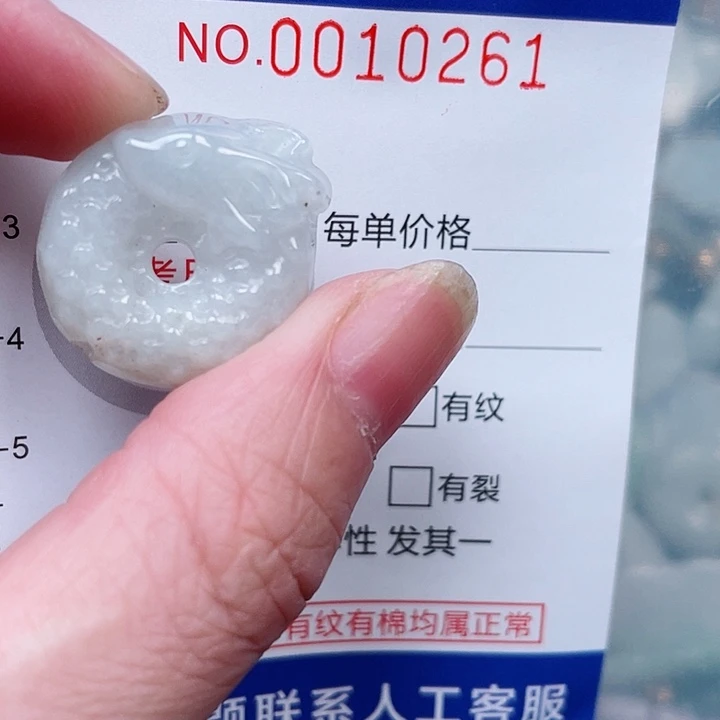 NO.0010261
3
每单价格
-4
有纹
-5
有裂
性 发其一
有纹有棉均属正常
题联系人工客服